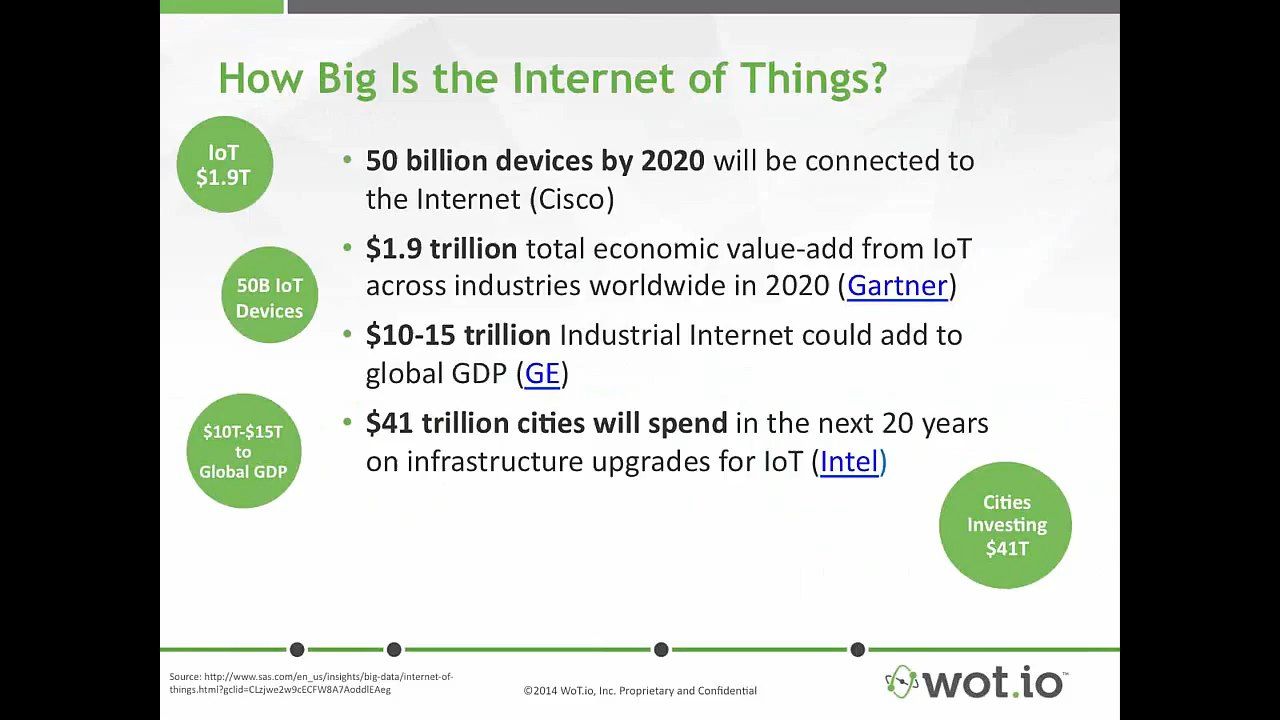 How Big Is the Internet of Things?
IoT
$1.9T
• 50 billion devices by 2020 will be connected to
the Internet (Cisco)
• $1.9 trillion total economic value-add from IoT
across industries worldwide in 2020 (Gartner)
50B IoT
Devices
• $10-15 trillion Industrial Internet could add to
global GDP (GE)
$10T-$15T
to
Global GDP
• $41 trillion cities will spend in the next 20 years
on infrastructure upgrades for IoT (Intel)
Cities
Investing
$41T
Source: http://www.sas.com/en_us/insights/big-data/internet-of-
things.html?gclid=CLzjwe2w9cECFW8A7AoddlEAeg
©2014 WoT.io, Inc. Proprietary and Confidential
wot.io™